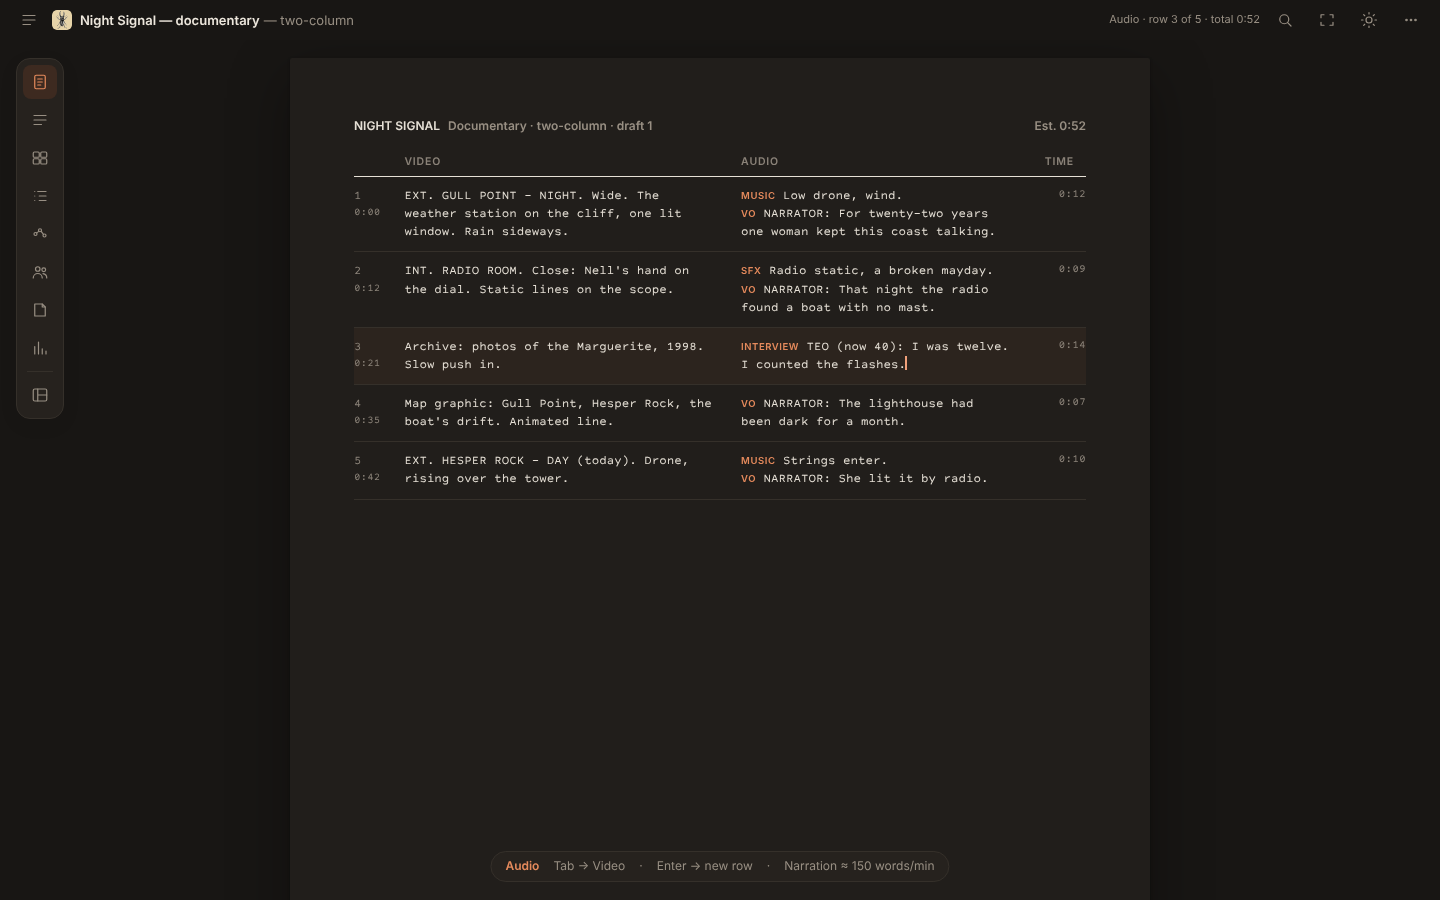 Night Signal — documentary — two-column
Audio · row 3 of 5 · total 0:52
NIGHT SIGNAL Documentary · two-column · draft 1
Est. 0:52
VIDEO AUDIO TIME
1
0:00
EXT. GULL POINT – NIGHT. Wide. The
weather station on the cliff, one lit
window. Rain sideways.
MUSIC Low drone, wind.
VO NARRATOR: For twenty-two years
one woman kept this coast talking.
0:12
2
0:12
INT. RADIO ROOM. Close: Nell's hand on
the dial. Static lines on the scope.
SFX Radio static, a broken mayday.
VO NARRATOR: That night the radio
found a boat with no mast.
0:09
3
0:21
Archive: photos of the Marguerite, 1998.
Slow push in.
INTERVIEW TEO (now 40): I was twelve.
I counted the flashes.
0:14
4
0:35
Map graphic: Gull Point, Hesper Rock, the
boat's drift. Animated line.
VO NARRATOR: The lighthouse had
been dark for a month.
0:07
5
0:42
EXT. HESPER ROCK – DAY (today). Drone,
rising over the tower.
MUSIC Strings enter.
VO NARRATOR: She lit it by radio.
0:10
Audio Tab → Video · Enter → new row · Narration ≈ 150 words/min